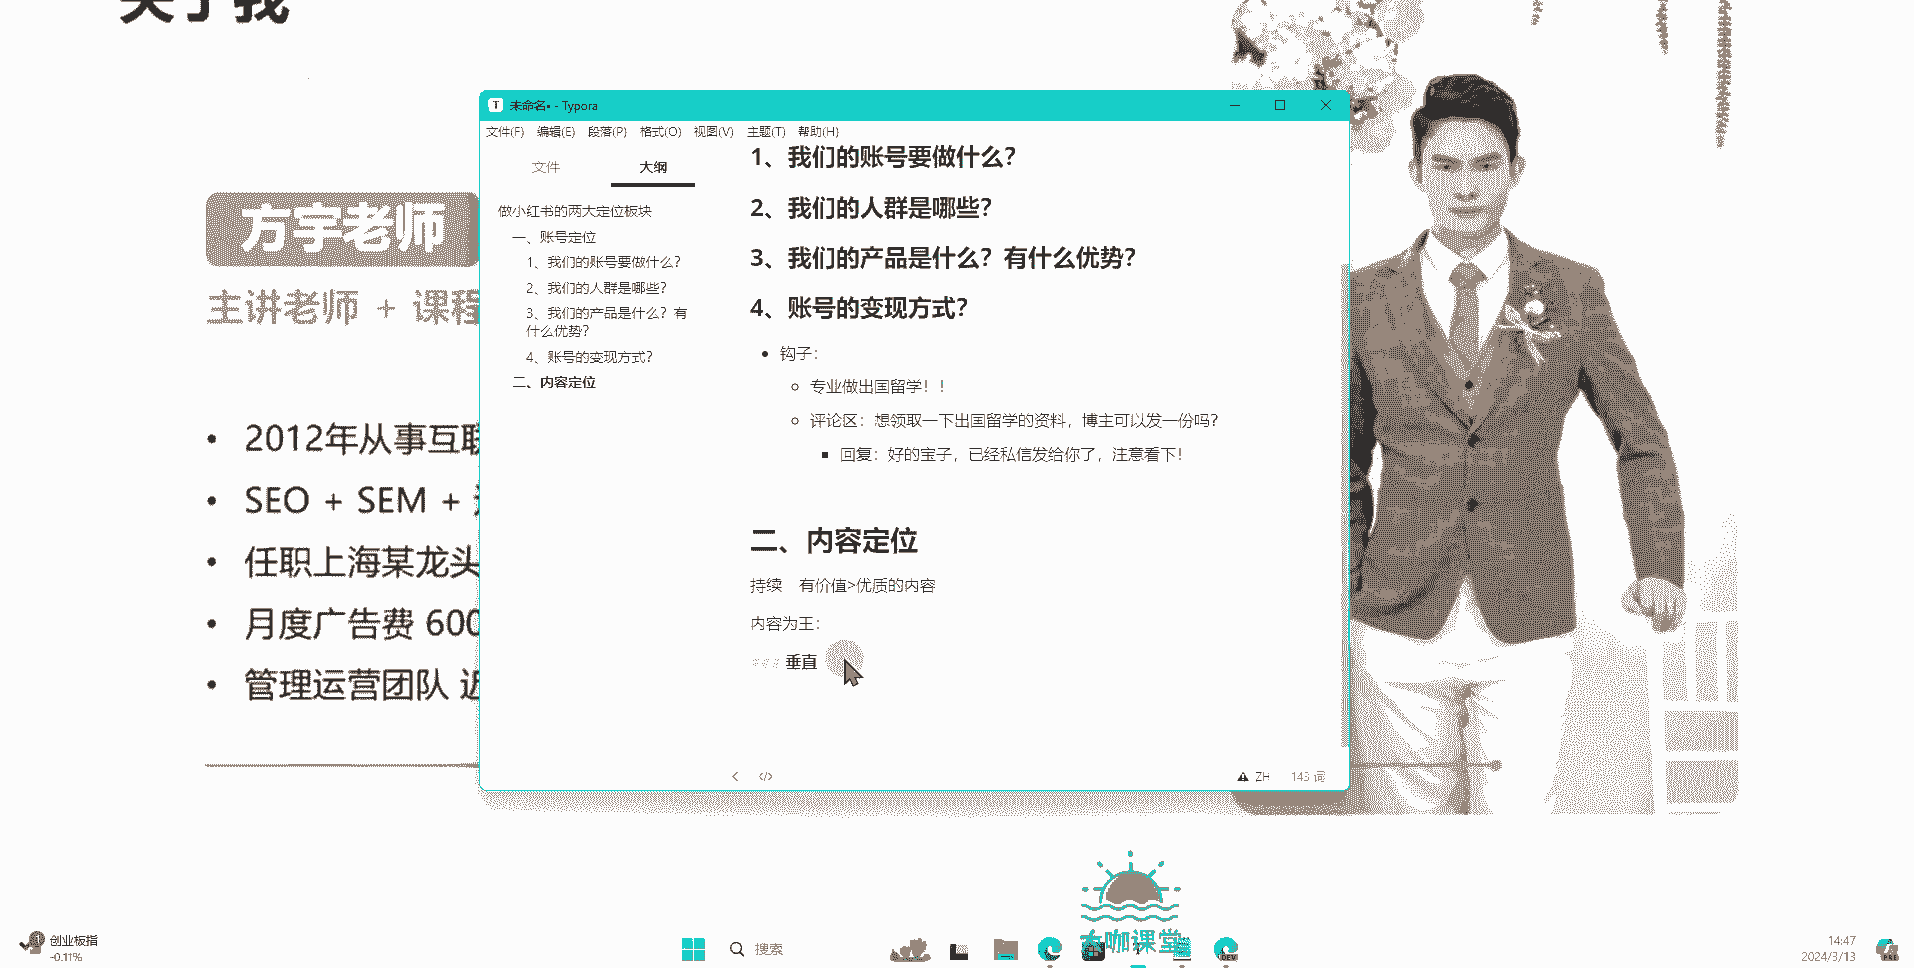 关于我
方宇老师
主讲老师 + 课程
• 2012年从事互联
• SEO + SEM +
• 任职上海某龙头
• 月度广告费 600
• 管理运营团队 近
T 未命名• - Typora
文件(F) 编辑(E) 段落(P) 格式(O) 视图(V) 主题(T) 帮助(H)
文件 大纲
做小红书的两大定位板块
一、账号定位
1、我们的账号要做什么？
2、我们的人群是哪些？
3、我们的产品是什么？有
什么优势？
4、账号的变现方式？
二、内容定位
1、我们的账号要做什么？
2、我们的人群是哪些？
3、我们的产品是什么？有什么优势？
4、账号的变现方式？
• 钩子：
专业做出国留学！！
评论区：想领取一下出国留学的资料，博主可以发一份吗？
回复：好的宝子，已经私信发给你了，注意看下！
二、内容定位
持续 有价值>优质的内容
内容为王：
### 垂直
</> ZH 145 词
创业板指
-0.11%
搜索
大咖课堂
DEV
14:47
2024/3/13
PRE